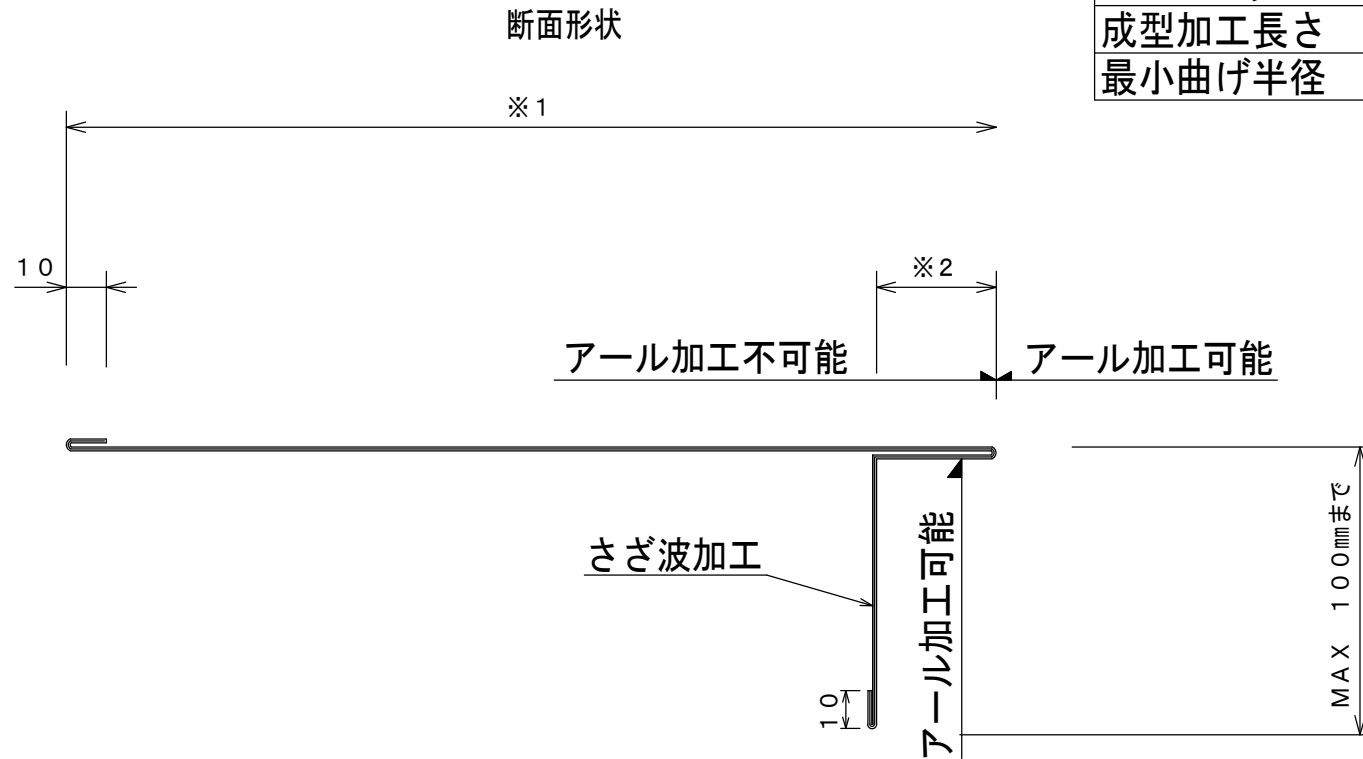 断面形状
成型加工長さ
最小曲げ半径
※1
10
※2
アール加工不可能
アール加工可能
さざ波加工
アール加工可能
10
MAX 100mmまで